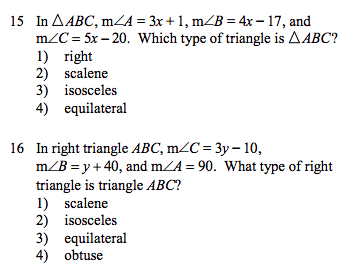 15 In △ABC, m∠A = 3x + 1, m∠B = 4x – 17, and
m∠C = 5x – 20. Which type of triangle is △ABC?
1) right
2) scalene
3) isosceles
4) equilateral
16 In right triangle ABC, m∠C = 3y – 10,
m∠B = y + 40, and m∠A = 90. What type of right
triangle is triangle ABC?
1) scalene
2) isosceles
3) equilateral
4) obtuse